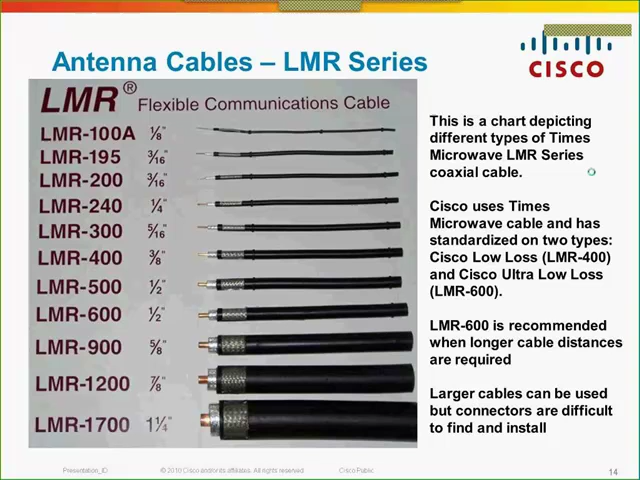 Antenna Cables – LMR Series
CISCO
LMR®
Flexible Communications Cable
LMR-100A 1/8"
LMR-195 3/16"
LMR-200 3/16"
LMR-240 1/4"
LMR-300 5/16"
LMR-400 3/8"
LMR-500 1/2"
LMR-600 1/2"
LMR-900 5/8"
LMR-1200 7/8"
LMR-1700 1 1/4"
This is a chart depicting
different types of Times
Microwave LMR Series
coaxial cable.
Cisco uses Times
Microwave cable and has
standardized on two types:
Cisco Low Loss (LMR-400)
and Cisco Ultra Low Loss
(LMR-600).
LMR-600 is recommended
when longer cable distances
are required
Larger cables can be used
but connectors are difficult
to find and install
Presentation_ID
© 2010 Cisco and/or its affiliates. All rights reserved
Cisco Public
14